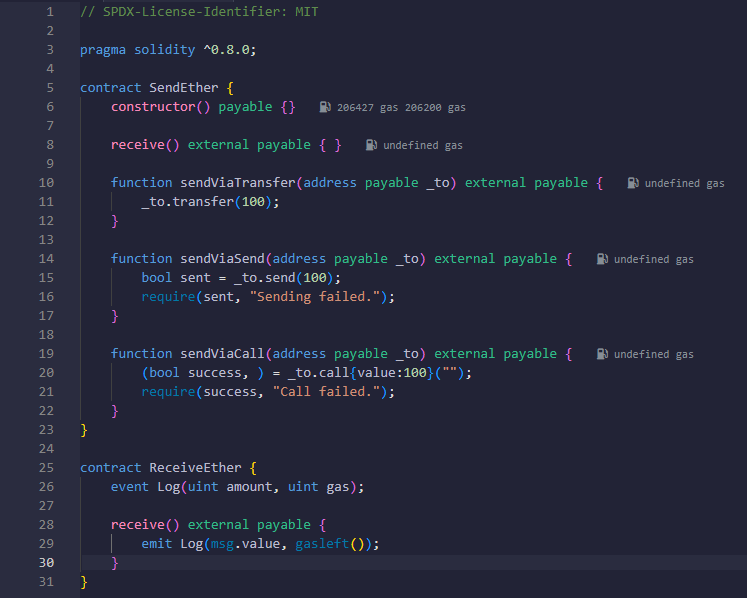 1 // SPDX-License-Identifier: MIT
2
3 pragma solidity ^0.8.0;
4
5 contract SendEther {
6 constructor() payable {} 206427 gas 206200 gas
7
8 receive() external payable { } undefined gas
9
10 function sendViaTransfer(address payable _to) external payable { undefined gas
11 _to.transfer(100);
12 }
13
14 function sendViaSend(address payable _to) external payable { undefined gas
15 bool sent = _to.send(100);
16 require(sent, "Sending failed.");
17 }
18
19 function sendViaCall(address payable _to) external payable { undefined gas
20 (bool success, ) = _to.call{value:100}("");
21 require(success, "Call failed.");
22 }
23 }
24
25 contract ReceiveEther {
26 event Log(uint amount, uint gas);
27
28 receive() external payable {
29 emit Log(msg.value, gasleft());
30 }
31 }